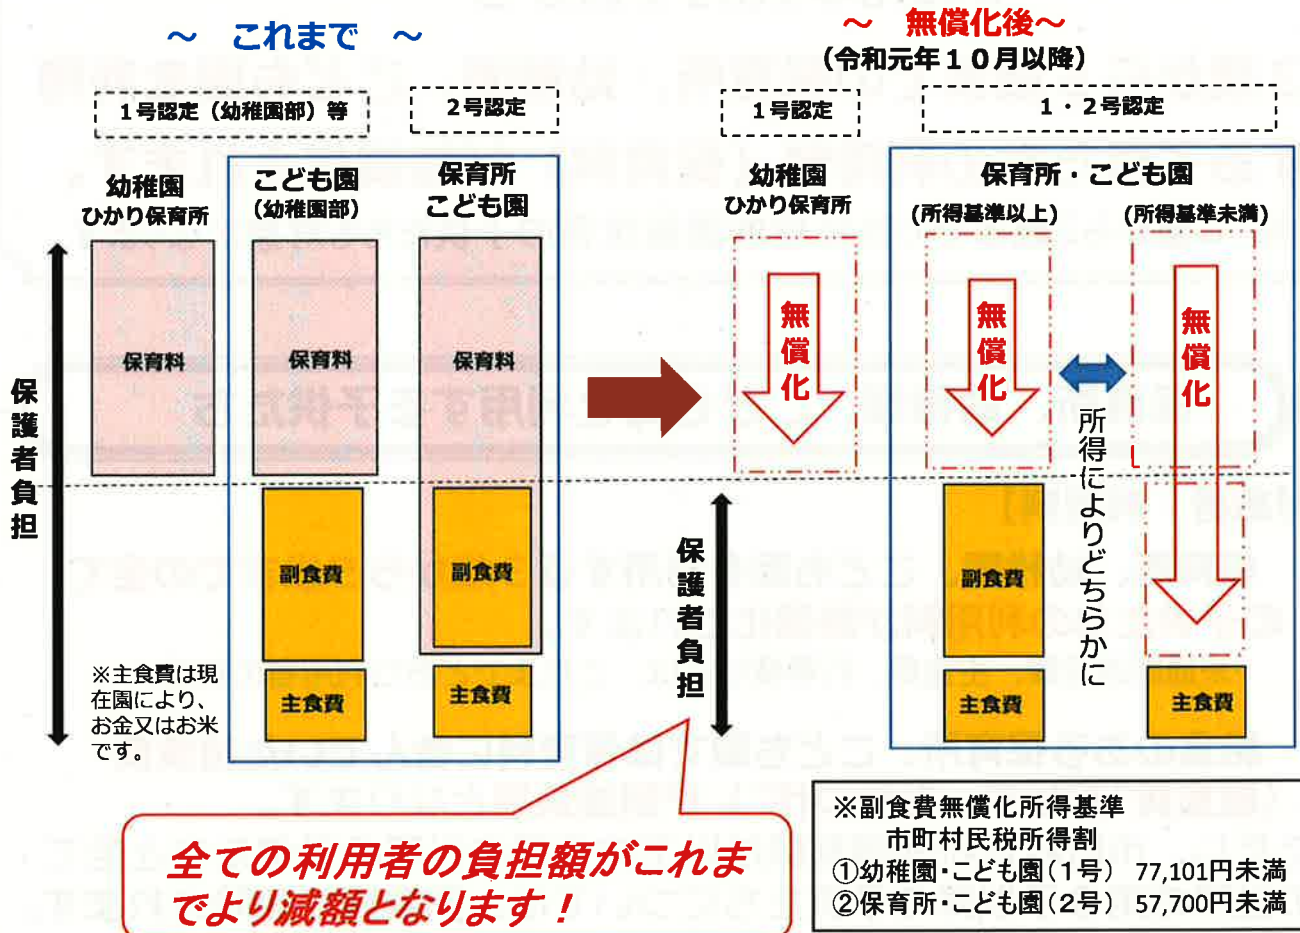 ～ これまで ～
～ 無償化後～
（令和元年１０月以降）
１号認定（幼稚園部）等
２号認定
１号認定
１・２号認定
幼稚園
ひかり保育所
こども園
（幼稚園部）
保育所
こども園
幼稚園
ひかり保育所
保育所・こども園
（所得基準以上）
（所得基準未満）
保護者負担
保育料
保育料
保育料
無償化
無償化
無償化
所得によりどちらかに
副食費
副食費
副食費
保護者負担
※主食費は現
在園により、
お金又はお米
です。
主食費
主食費
主食費
主食費
全ての利用者の負担額がこれま
でより減額となります！
※副食費無償化所得基準
市町村民税所得割
①幼稚園・こども園（１号） 77,101円未満
②保育所・こども園（２号） 57,700円未満